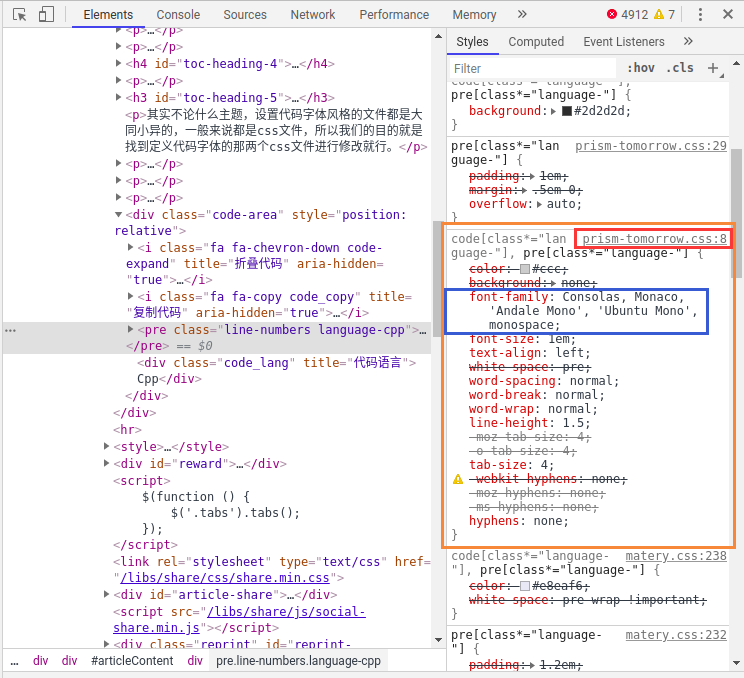 Elements Console Sources Network Performance Memory » 4912 7
<p>…</p>
<p>…</p>
<h4 id="toc-heading-4">…</h4>
<p>…</p>
<h3 id="toc-heading-5">…</h3>
<p>其实不论什么主题，设置代码字体风格的文件都是大
同小异的，一般来说都是css文件，所以我们的目的就是
找到定义代码字体的那两个css文件进行修改就行。</p>
<p>…</p>
<p>…</p>
<p>…</p>
<div class="code-area" style="position:
relative">
<i class="fa fa-chevron-down code-
expand" title="折叠代码" aria-hidden=
"true">…</i>
<i class="fa fa-copy code_copy" title=
"复制代码" aria-hidden="true">…</i>
<pre class="line-numbers language-cpp">…
</pre> == $0
<div class="code_lang" title="代码语言">
Cpp</div>
</div>
</div>
<hr>
<style>…</style>
<div id="reward">…</div>
<script>
$(function () {
$('.tabs').tabs();
});
</script>
<link rel="stylesheet" type="text/css" href=
"/libs/share/css/share.min.css">
<div id="article-share">…</div>
<script src="/libs/share/js/social-
share.min.js"></script>
<div class="reprint" id="reprint-
… div div #articleContent div pre.line-numbers.language-cpp
Styles Computed Event Listeners »
Filter :hov .cls +
code[class*="language-"],
pre[class*="language-"] {
background: #2d2d2d;
}
pre[class*="lan prism-tomorrow.css:29
guage-"] {
padding: 1em;
margin: .5em 0;
overflow: auto;
}
code[class*="lan prism-tomorrow.css:8
guage-"], pre[class*="language-"] {
color: #ccc;
background: none;
font-family: Consolas, Monaco,
'Andale Mono', 'Ubuntu Mono',
monospace;
font-size: 1em;
text-align: left;
white-space: pre;
word-spacing: normal;
word-break: normal;
word-wrap: normal;
line-height: 1.5;
-moz-tab-size: 4;
-o-tab-size: 4;
tab-size: 4;
-webkit-hyphens: none;
-moz-hyphens: none;
-ms-hyphens: none;
hyphens: none;
}
code[class*="language- matery.css:238
"], pre[class*="language-"] {
color: #e8eaf6;
white-space: pre-wrap !important;
}
pre[class*="language- matery.css:232
"] {
padding: 1.2em;